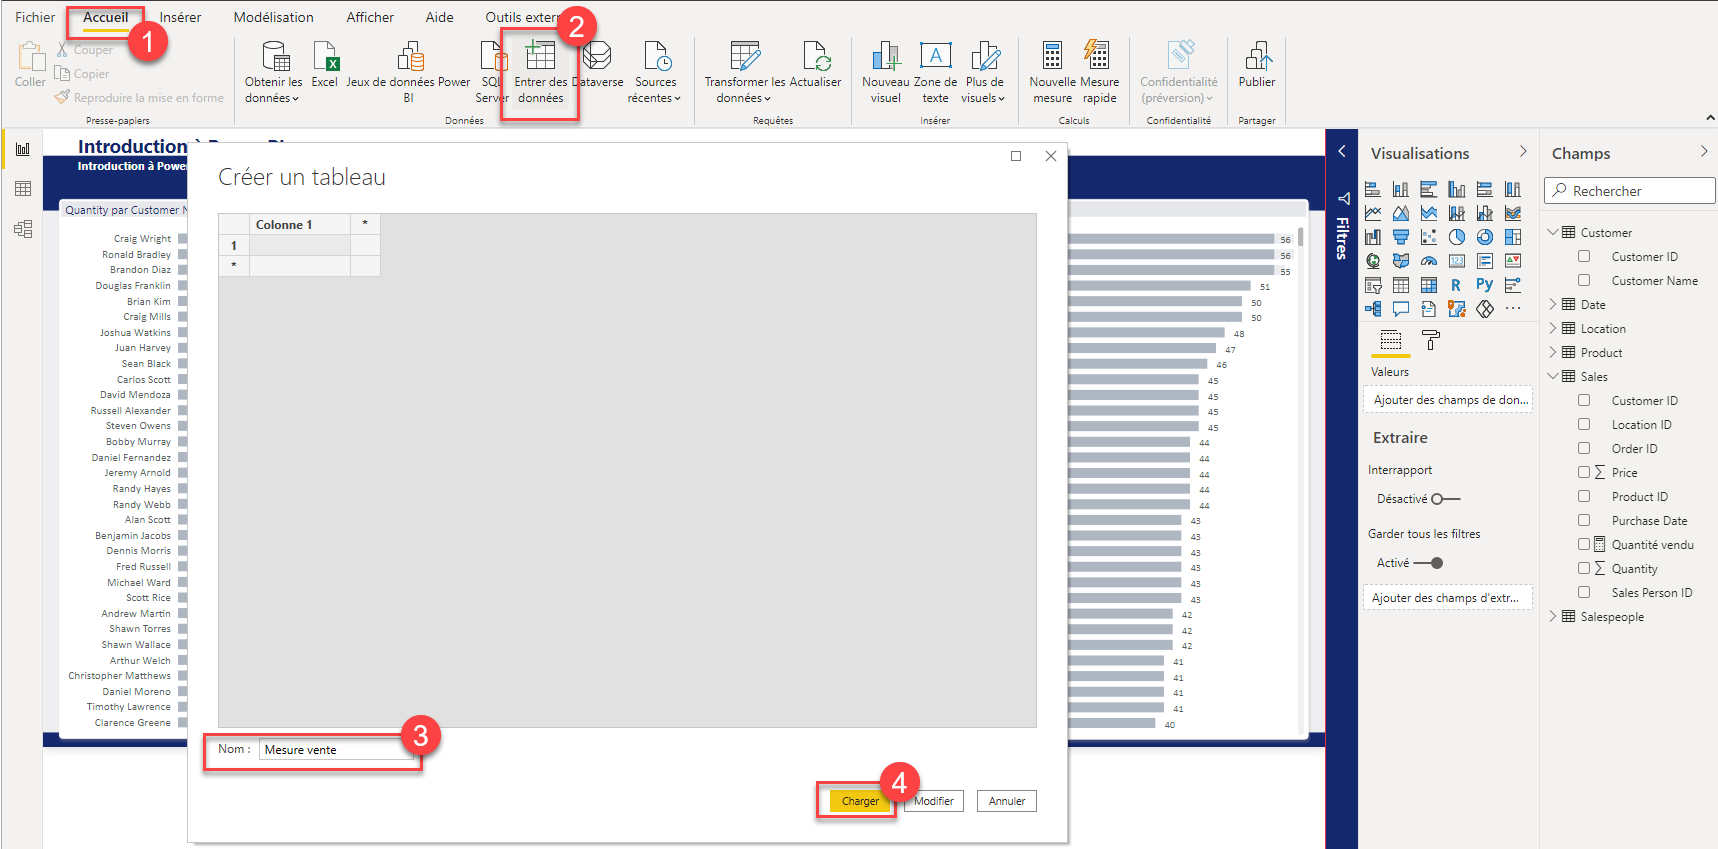 Fichier Accueil Insérer Modélisation Afficher Aide Outils extern
1
2
Coller
Couper
Copier
Reproduire la mise en forme
Presse-papiers
Obtenir les données
Excel
Jeux de données Power BI
SQL Server
Entrer des données
Dataverse
Sources récentes
Données
Transformer les données
Actualiser
Requêtes
Nouveau visuel
Zone de texte
Plus de visuels
Insérer
Nouvelle mesure
Mesure rapide
Calculs
Confidentialité (préversion)
Confidentialité
Publier
Partager
Introduction à Power BI
Introduction à Power
Quantity par Customer N
Craig Wright
Ronald Bradley
Brandon Diaz
Douglas Franklin
Brian Kim
Craig Mills
Joshua Watkins
Juan Harvey
Sean Black
Carlos Scott
David Mendoza
Russell Alexander
Steven Owens
Bobby Murray
Daniel Fernandez
Jeremy Arnold
Randy Hayes
Randy Webb
Alan Scott
Benjamin Jacobs
Dennis Morris
Fred Russell
Michael Ward
Scott Rice
Andrew Martin
Shawn Torres
Shawn Wallace
Arthur Welch
Christopher Matthews
Daniel Moreno
Timothy Lawrence
Clarence Greene
Créer un tableau
Colonne 1 *
1
*
Nom : Mesure vente
3
4
Charger Modifier Annuler
56
56
55
51
50
50
48
47
46
45
45
45
45
44
44
44
44
44
43
43
43
43
43
43
42
42
42
41
41
41
41
40
Filtres
Visualisations
123
R Py
Valeurs
Ajouter des champs de don...
Extraire
Interrapport
Désactivé
Garder tous les filtres
Activé
Ajouter des champs d'extr...
Champs
Rechercher
Customer
Customer ID
Customer Name
Date
Location
Product
Sales
Customer ID
Location ID
Order ID
Price
Product ID
Purchase Date
Quantité vendu
Quantity
Sales Person ID
Salespeople